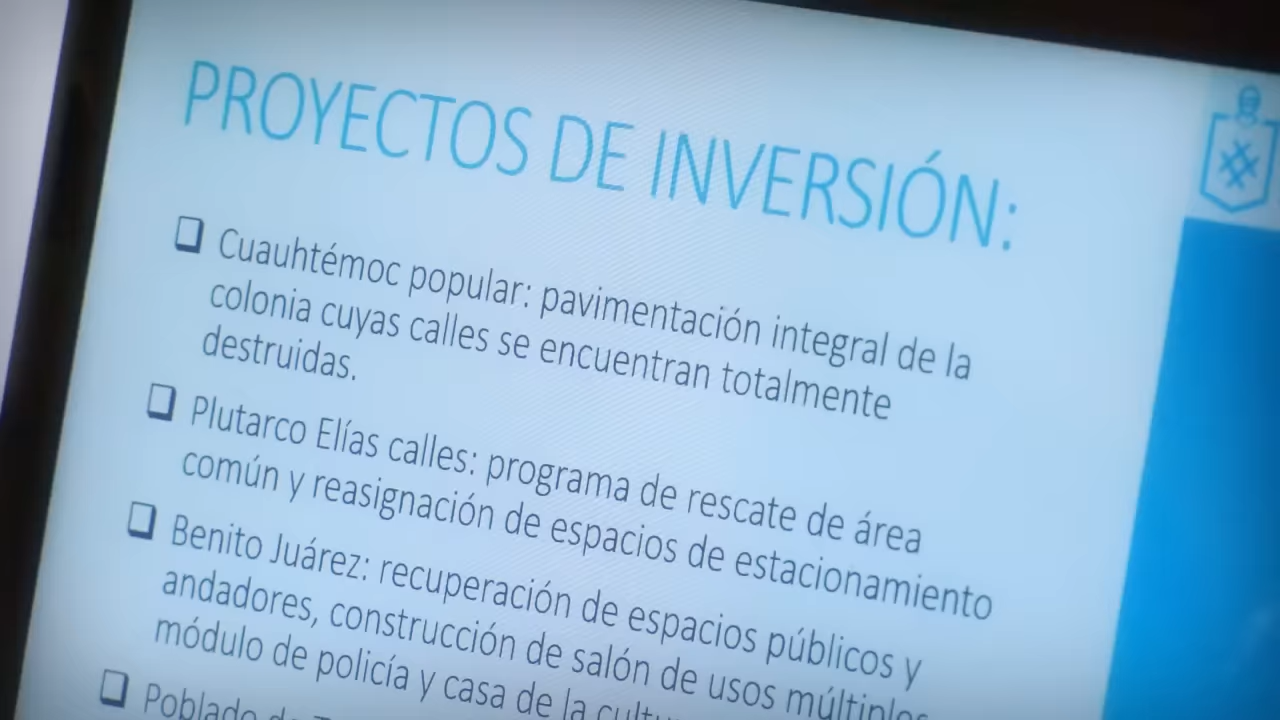 PROYECTOS DE INVERSIÓN:
❑ Cuauhtémoc popular: pavimentación integral de la
colonia cuyas calles se encuentran totalmente
destruidas.
❑ Plutarco Elías calles: programa de rescate de área
común y reasignación de espacios de estacionamiento
❑ Benito Juárez: recuperación de espacios públicos y
andadores, construcción de salón de usos múltiples
módulo de policía y casa de la
❑ Poblado